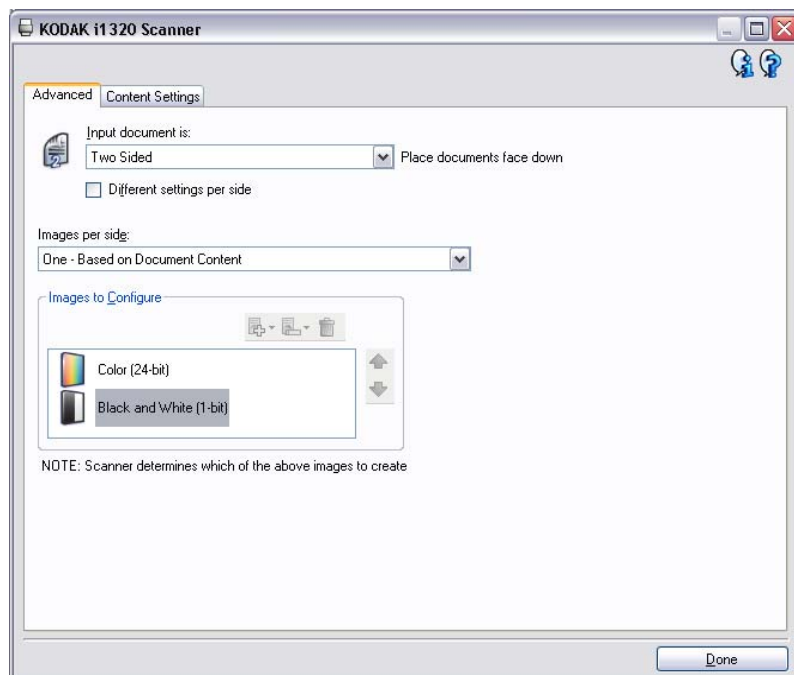 KODAK i1320 Scanner
Advanced
Content Settings
Input document is:
Two Sided
Place documents face down
Different settings per side
Images per side:
One - Based on Document Content
Images to Configure
Color (24-bit)
Black and White (1-bit)
NOTE: Scanner determines which of the above images to create
Done